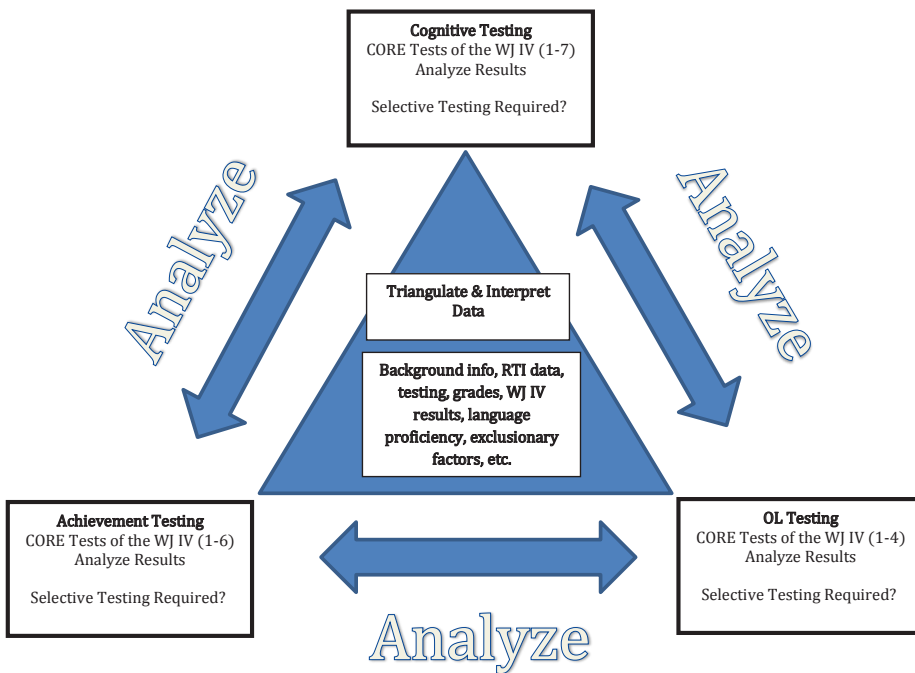 Cognitive Testing
CORE Tests of the WJ IV (1-7)
Analyze Results
Selective Testing Required?
Analyze
Analyze
Triangulate & Interpret
Data
Background info, RTI data,
testing, grades, WJ IV
results, language
proficiency, exclusionary
factors, etc.
Achievement Testing
CORE Tests of the WJ IV (1-6)
Analyze Results
Selective Testing Required?
OL Testing
CORE Tests of the WJ IV (1-4)
Analyze Results
Selective Testing Required?
Analyze